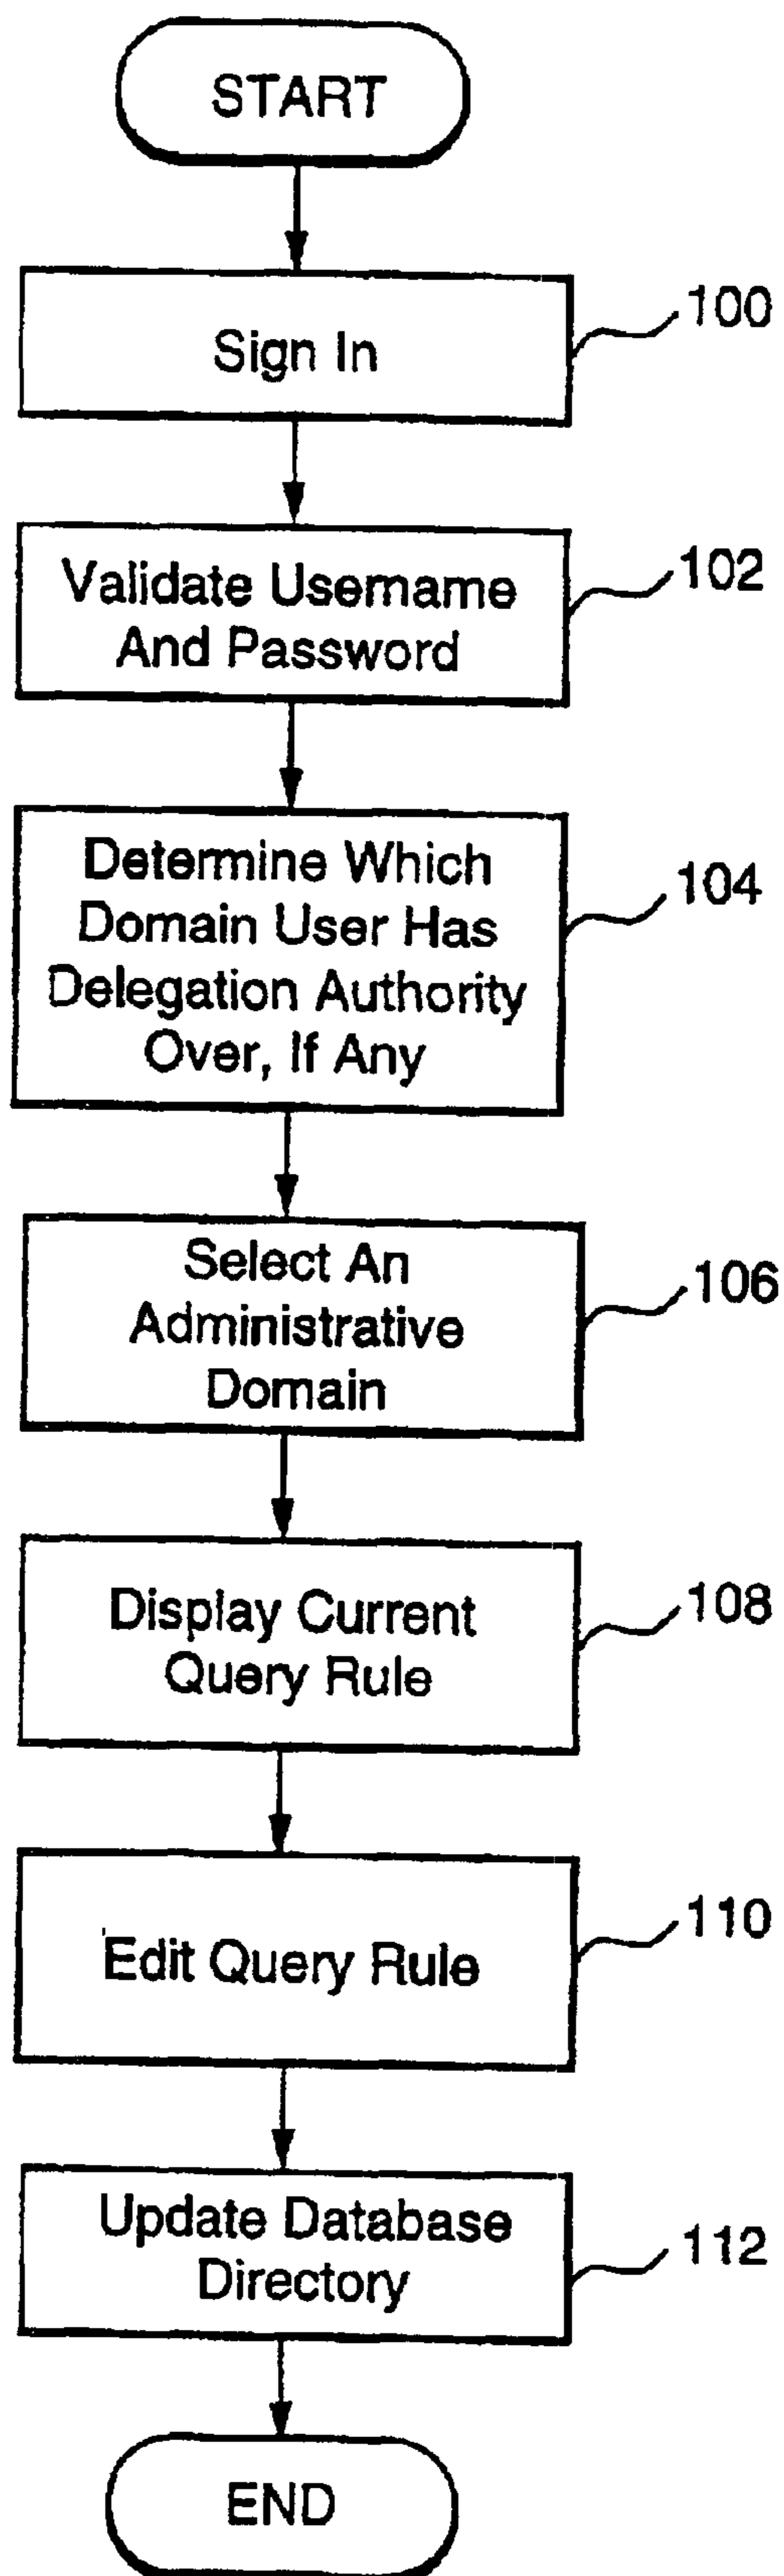 START
Sign In
100
Validate Username
And Password
102
Determine Which
Domain User Has
Delegation Authority
Over, If Any
104
Select An
Administrative
Domain
106
Display Current
Query Rule
108
Edit Query Rule
110
Update Database
Directory
112
END